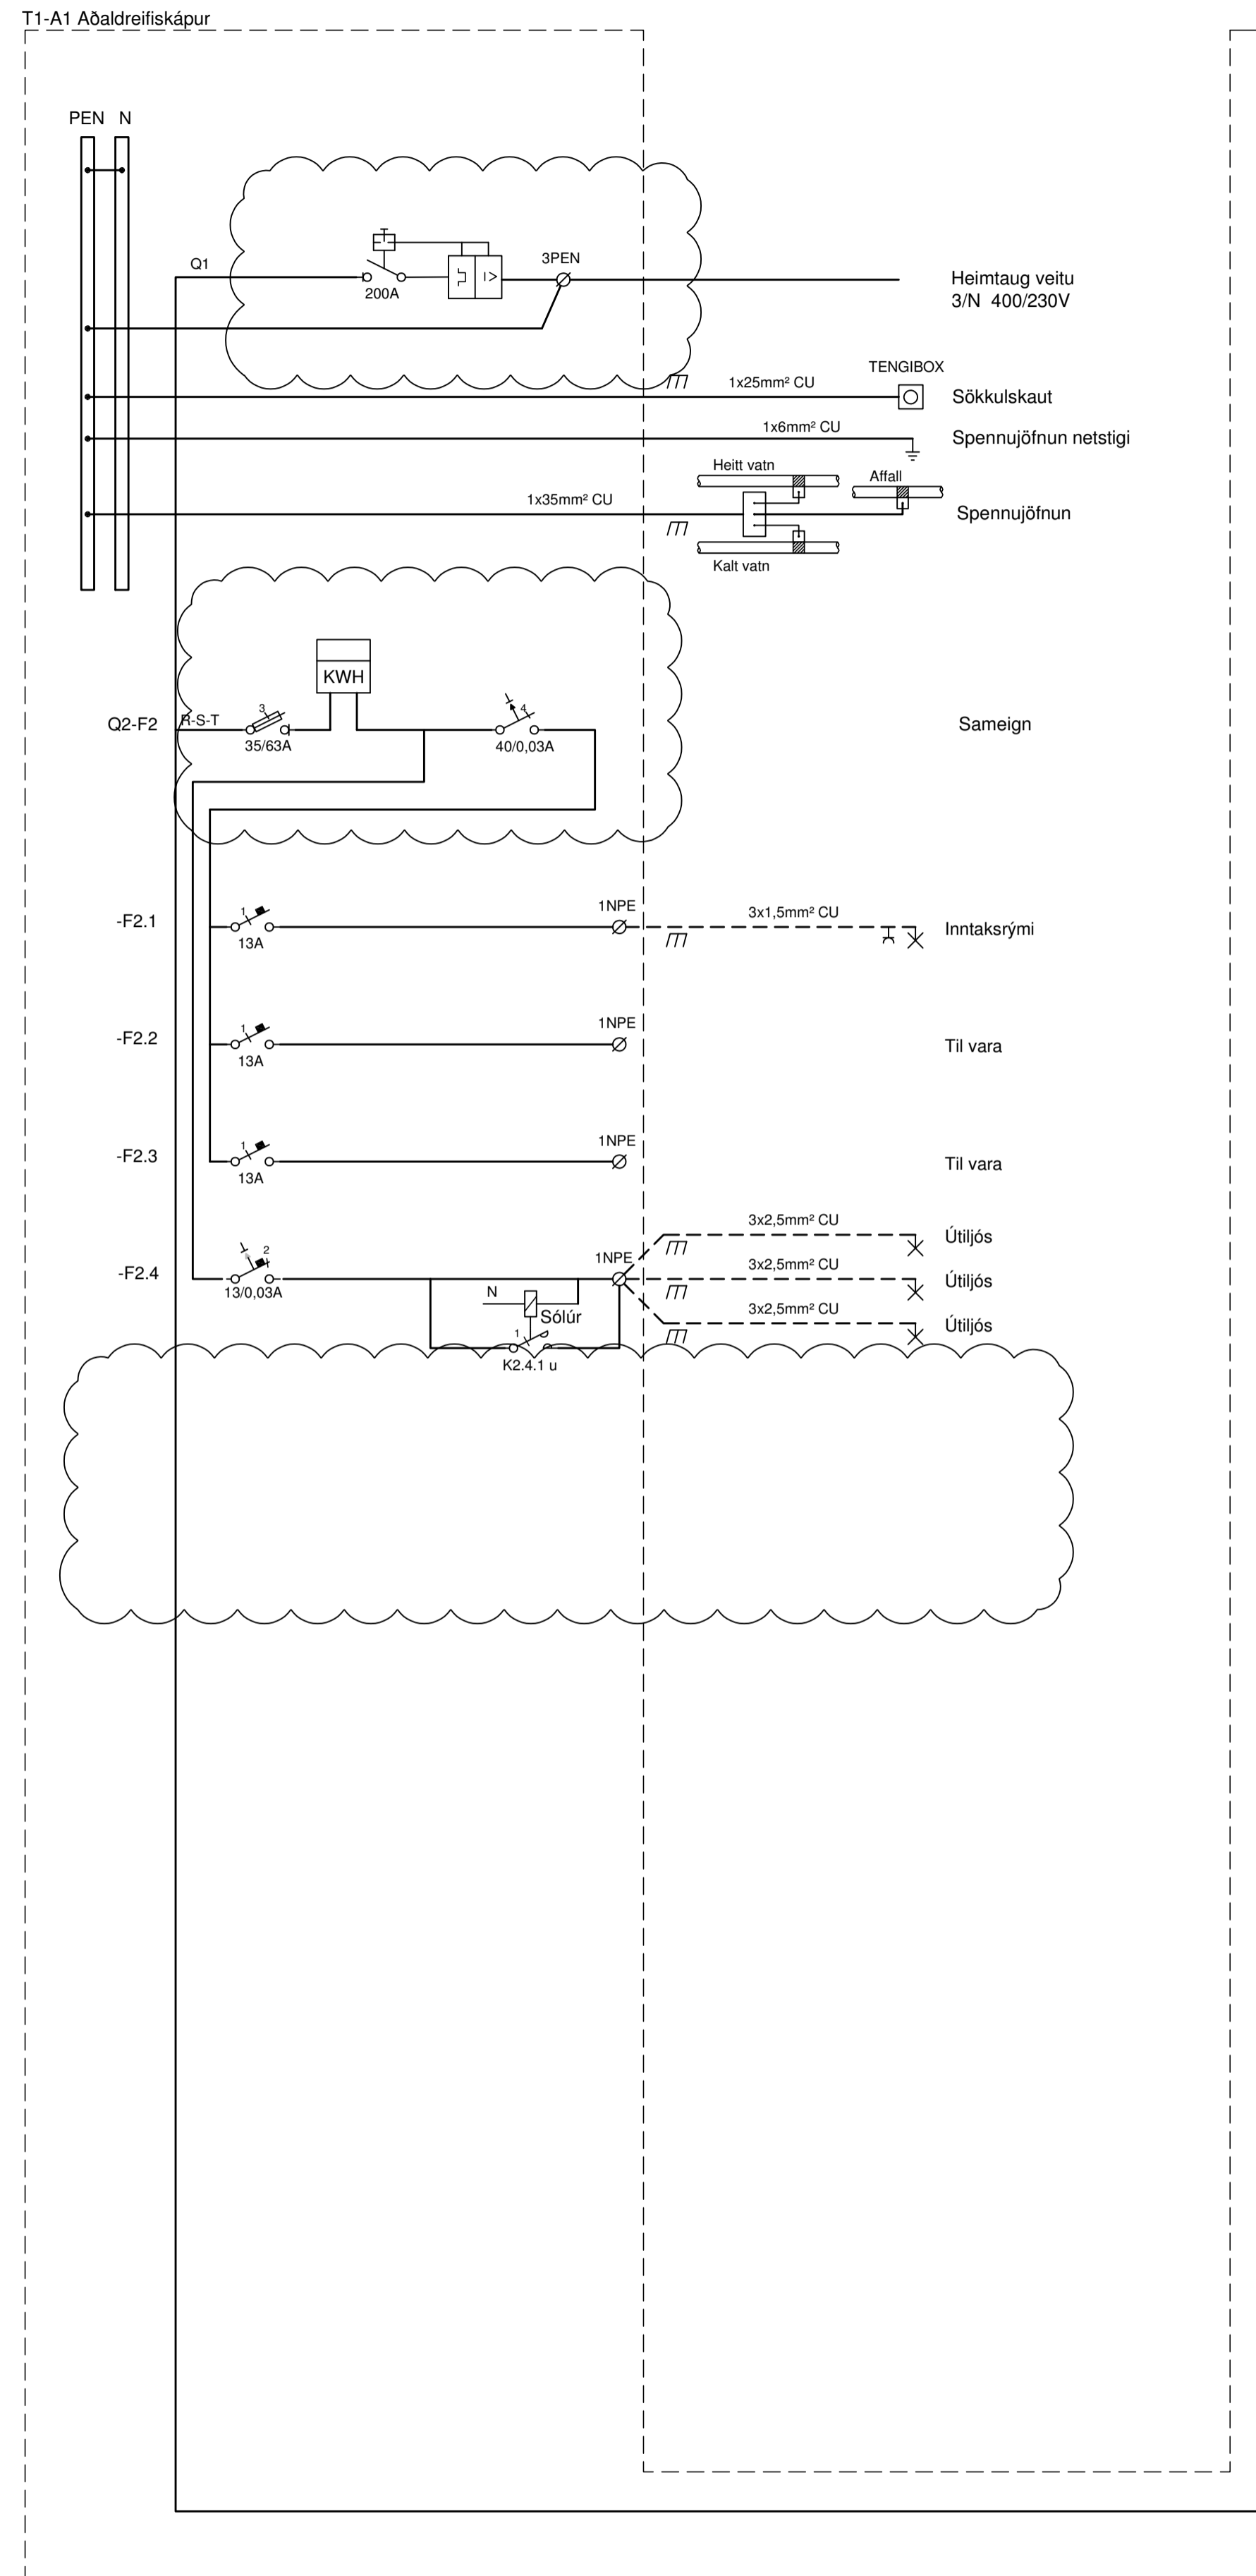 T1-A1 Aðaldreifiskápur
PEN N
Q1
200A
3PEN
Heimtaug veitu
3/N 400/230V
TENGIBOX
1x25mm² CU
Sökkulskaut
1x6mm² CU
Spennujöfnun netstigi
Heitt vatn
Affall
1x35mm² CU
Spennujöfnun
Kalt vatn
KWH
Q2-F2
R-S-T
3
35/63A
4
40/0,03A
Sameign
-F2.1
1
13A
1NPE
3x1,5mm² CU
Inntaksrými
-F2.2
1
13A
1NPE
Til vara
-F2.3
1
13A
1NPE
Til vara
-F2.4
2
13/0,03A
1NPE
3x2,5mm² CU
Útiljós
3x2,5mm² CU
Útiljós
3x2,5mm² CU
Útiljós
N
Sólúr
1
K2.4.1 u